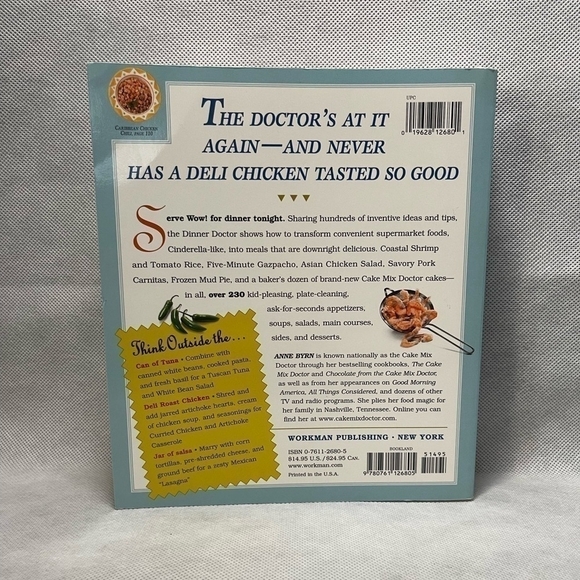 CARIBBEAN CHICKEN
CHILI, PAGE 130
UPC
0 19628 12680 1
THE DOCTOR'S AT IT
AGAIN—AND NEVER
HAS A DELI CHICKEN TASTED SO GOOD
Serve Wow! for dinner tonight. Sharing hundreds of inventive ideas and tips,
the Dinner Doctor shows how to transform convenient supermarket foods,
Cinderella-like, into meals that are downright delicious. Coastal Shrimp
and Tomato Rice, Five-Minute Gazpacho, Asian Chicken Salad, Savory Pork
Carnitas, Frozen Mud Pie, and a baker's dozen of brand-new Cake Mix Doctor cakes—
in all, over 230 kid-pleasing, plate-cleaning,
ask-for-seconds appetizers,
soups, salads, main courses,
sides, and desserts.
Think Outside the...
Can of Tuna • Combine with
canned white beans, cooked pasta,
and fresh basil for a Tuscan Tuna
and White Bean Salad
Deli Roast Chicken • Shred and
add jarred artichoke hearts, cream
of chicken soup, and seasonings for
Curried Chicken and Artichoke
Casserole
Jar of salsa • Marry with corn
tortillas, pre-shredded cheese, and
ground beef for a zesty Mexican
"Lasagna"
ANNE BYRN is known nationally as the Cake Mix
Doctor through her bestselling cookbooks, The Cake
Mix Doctor and Chocolate from the Cake Mix Doctor,
as well as from her appearances on Good Morning
America, All Things Considered, and dozens of other
TV and radio programs. She plies her food magic for
her family in Nashville, Tennessee. Online you can
find her at www.cakemixdoctor.com.
WORKMAN PUBLISHING • NEW YORK
ISBN 0-7611-2680-5
$14.95 U.S./$24.95 CAN.
www.workman.com
Printed in the U.S.A.
BOOKLAND
51495
9 780761 126805